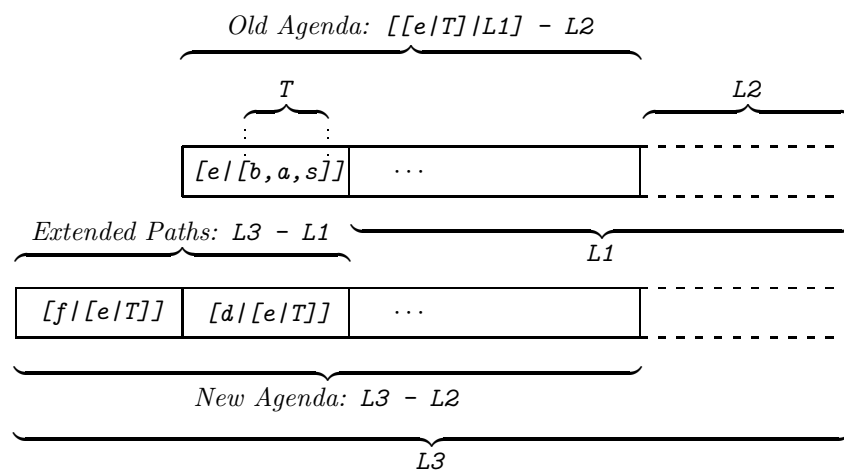 Old Agenda: [[e|T]|L1] - L2
T
L2
[e|[b,a,s]] ...
Extended Paths: L3 - L1
L1
[f|[e|T]] [d|[e|T]] ...
New Agenda: L3 - L2
L3